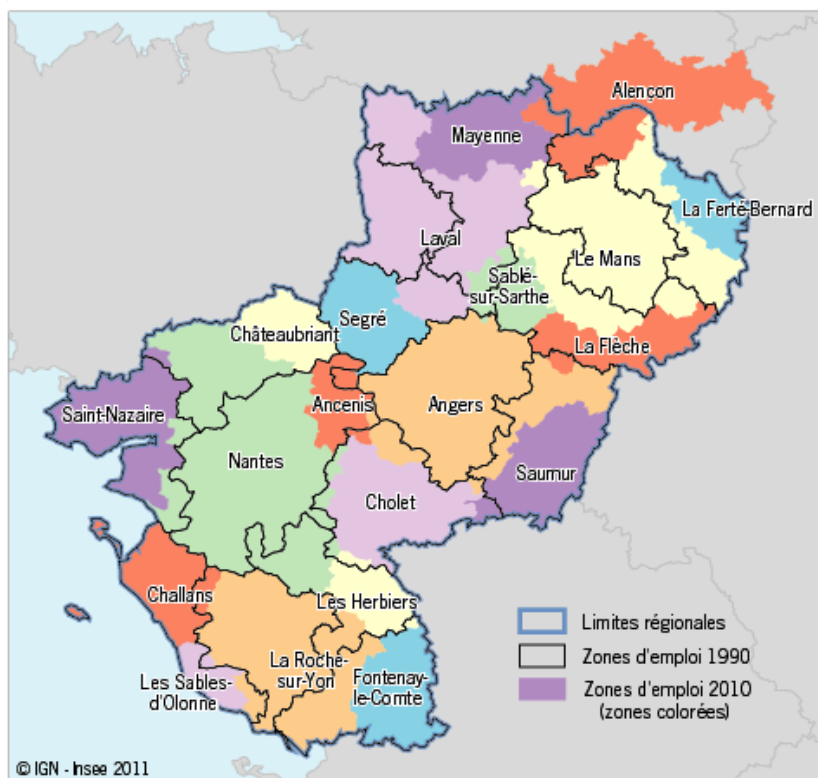 Alençon
Mayenne
La Ferté-Bernard
Laval
Le Mans
Sablé-
sur-Sarthe
Segré
Châteaubriant
La Flèche
Ancenis
Angers
Saint-Nazaire
Nantes
Saumur
Cholet
Challans
Les Herbiers
La Roche-
sur-Yon
Les Sables-
d'Olonne
Fontenay-
le-Comte
Limites régionales
Zones d'emploi 1990
Zones d'emploi 2010
(zones colorées)
© IGN - Insee 2011